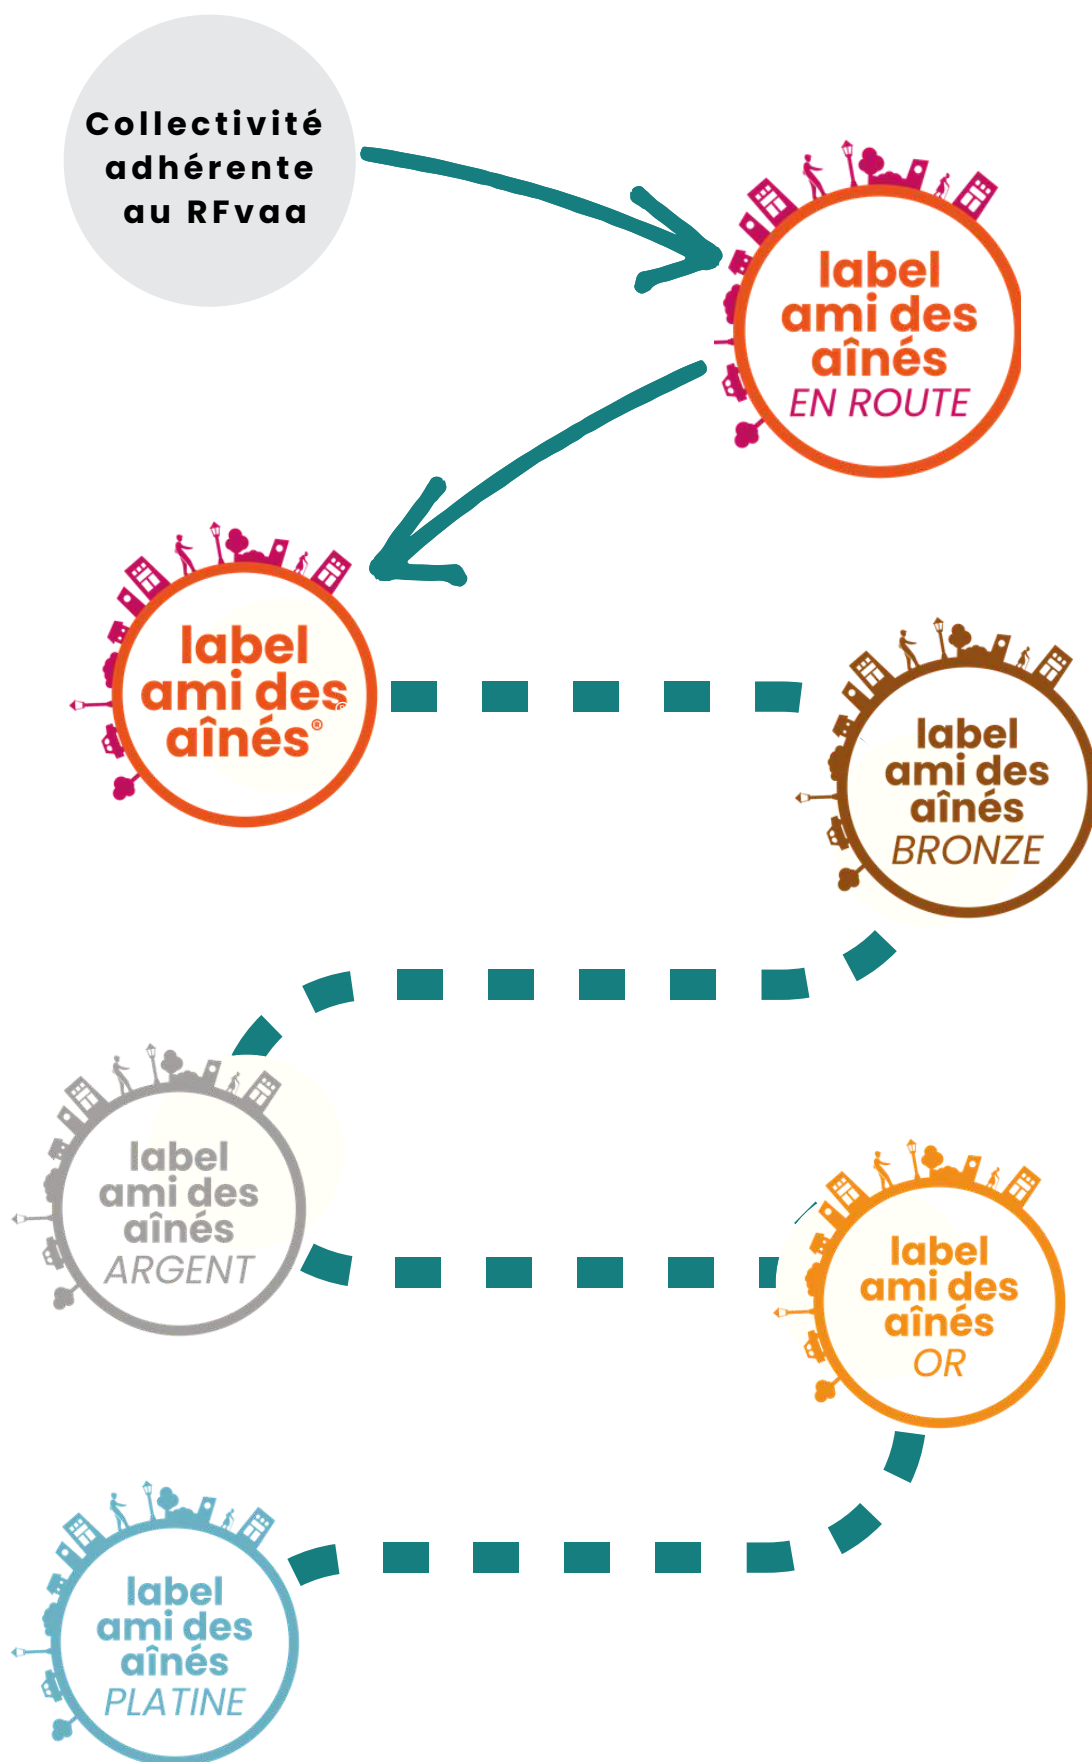 Collectivité
adhérente
au RFvaa
label
ami des
aînés
EN ROUTE
label
ami des
aînés®
label
ami des
aînés
BRONZE
label
ami des
aînés
ARGENT
label
ami des
aînés
OR
label
ami des
aînés
PLATINE